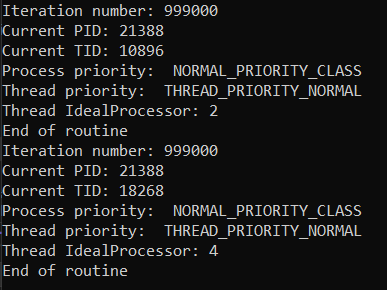 Iteration number: 999000
Current PID: 21388
Current TID: 10896
Process priority:  NORMAL_PRIORITY_CLASS
Thread priority:  THREAD_PRIORITY_NORMAL
Thread IdealProcessor: 2
End of routine
Iteration number: 999000
Current PID: 21388
Current TID: 18268
Process priority:  NORMAL_PRIORITY_CLASS
Thread priority:  THREAD_PRIORITY_NORMAL
Thread IdealProcessor: 4
End of routine